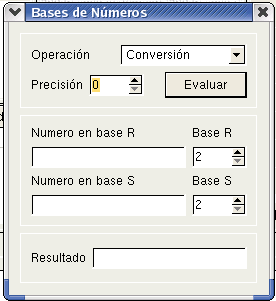 Bases de Números
Operación Conversión
Precisión 0 Evaluar
Numero en base R Base R
2
Numero en base S Base S
2
Resultado